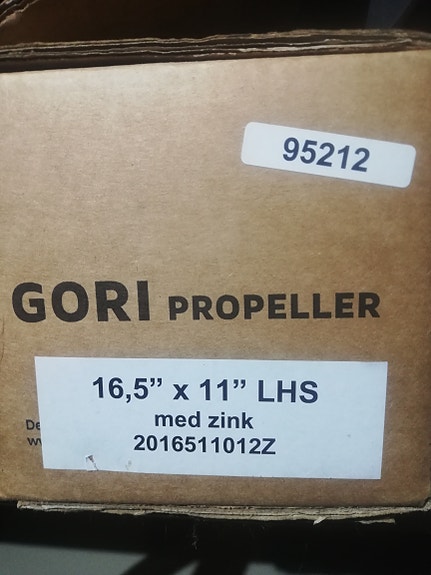 95212
GORI PROPELLER
16,5” x 11” LHS
med zink
2016511012Z